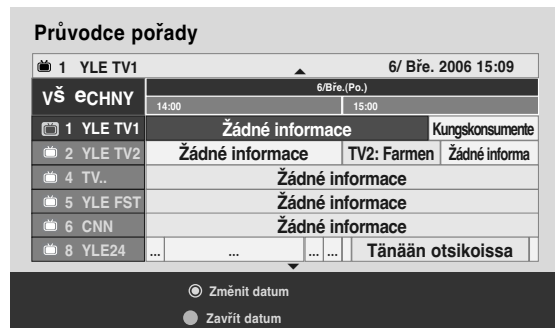 Průvodce pořady
1 YLE TV1 6/ Bře. 2006 15:09
VŠ eCHNY 6/Bře.(Po.)
14:00 15:00
1 YLE TV1 Žádné informace Kungskonsumente
2 YLE TV2 Žádné informace TV2: Farmen Žádné informa
4 TV.. Žádné informace
5 YLE FST Žádné informace
6 CNN Žádné informace
8 YLE24 ... ... ... ... Tänään otsikoissa
Změnit datum
Zavřít datum